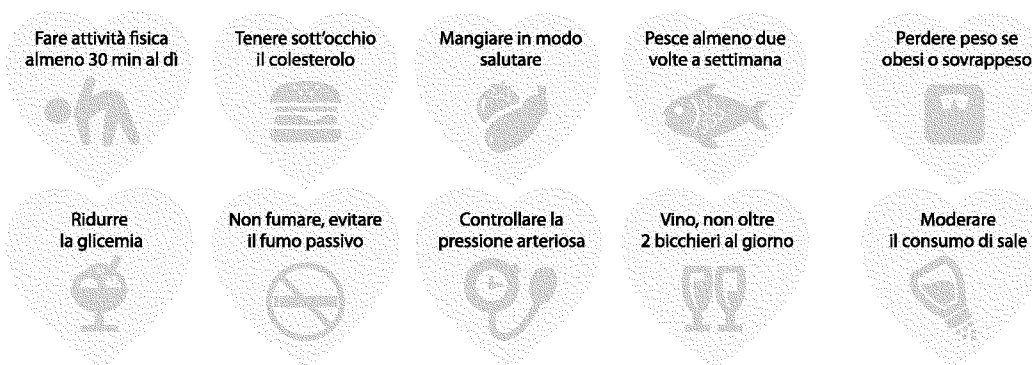 Fare attività fisica
almeno 30 min al dì
Tenere sott'occhio
il colesterolo
Mangiare in modo
salutare
Pesce almeno due
volte a settimana
Perdere peso se
obesi o sovrappeso
Ridurre
la glicemia
Non fumare, evitare
il fumo passivo
Controllare la
pressione arteriosa
Vino, non oltre
2 bicchieri al giorno
Moderare
il consumo di sale